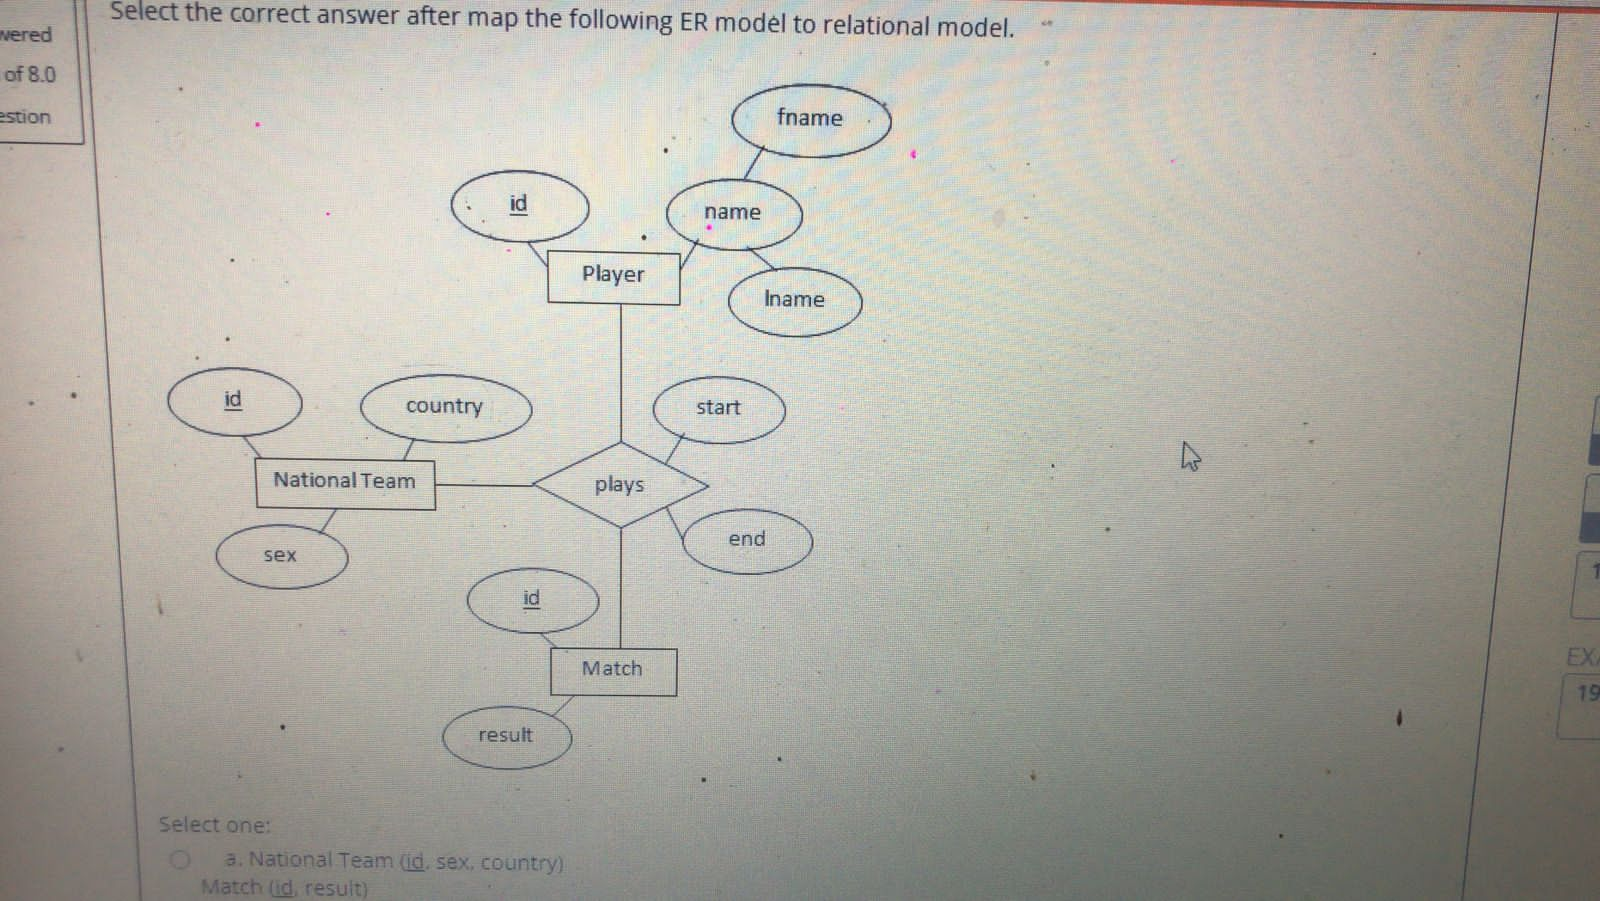 Select the correct answer after map the following ER model to relational model.
wered
of 8.0
estion
fname
id
name
Player
lname
id
country
start
National Team
plays
sex
end
id
Match
result
EX
19
Select one:
a. National Team (id, sex, country)
Match (id, result)